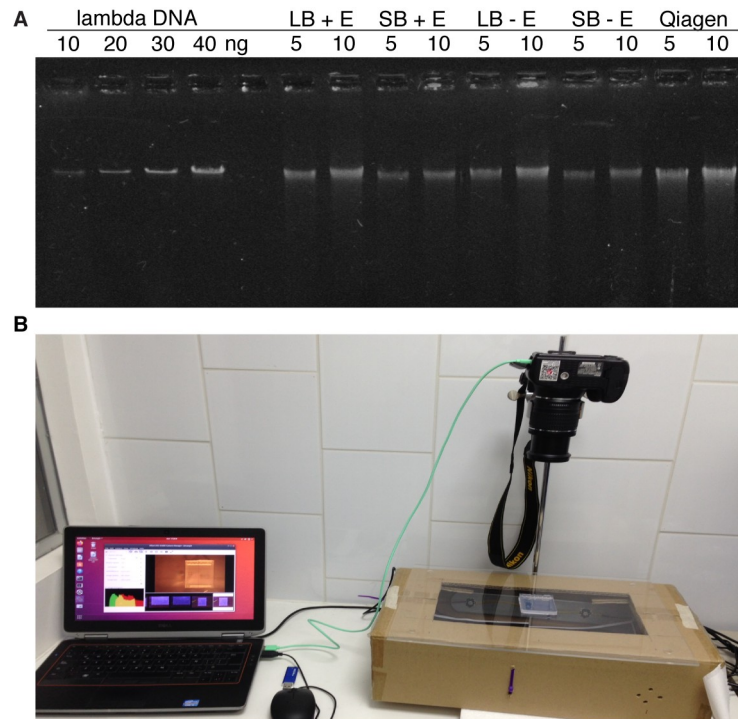 A
lambda DNA LB + E SB + E LB - E SB - E Qiagen
10 20 30 40 ng 5 10 5 10 5 10 5 10 5 10
B
Nikon